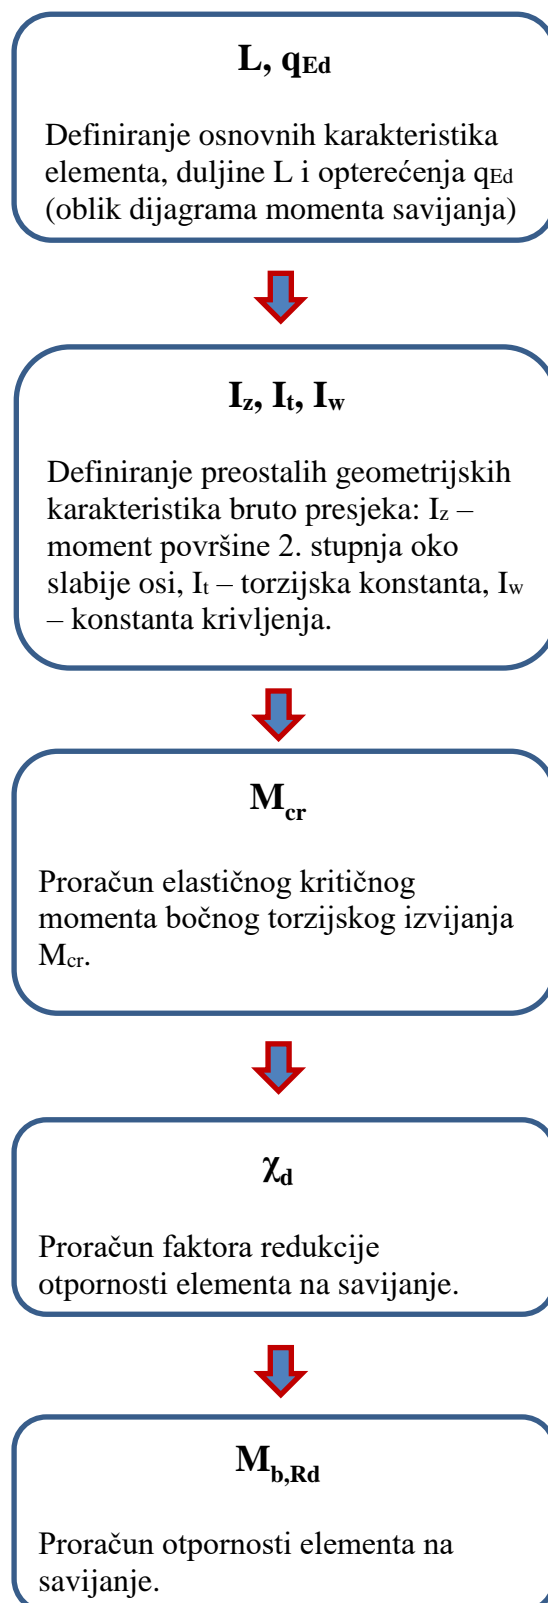 L, qEd
Definiranje osnovnih karakteristika
elementa, duljine L i opterećenja qEd
(oblik dijagrama momenta savijanja)
Iz, It, Iw
Definiranje preostalih geometrijskih
karakteristika bruto presjeka: Iz –
moment površine 2. stupnja oko
slabije osi, It – torzijska konstanta, Iw
– konstanta krivljenja.
Mcr
Proračun elastičnog kritičnog
momenta bočnog torzijskog izvijanja
Mcr.
χd
Proračun faktora redukcije
otpornosti elementa na savijanje.
Mb,Rd
Proračun otpornosti elementa na
savijanje.